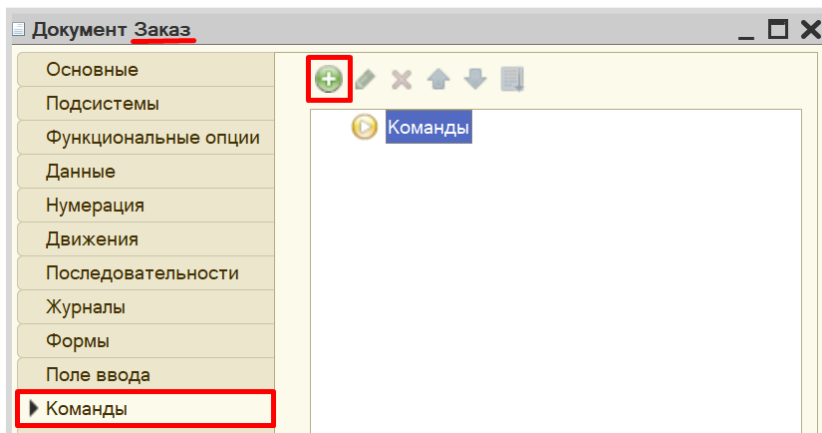 Документ Заказ
Основные
Подсистемы
Функциональные опции
Данные
Нумерация
Движения
Последовательности
Журналы
Формы
Поле ввода
Команды
Команды